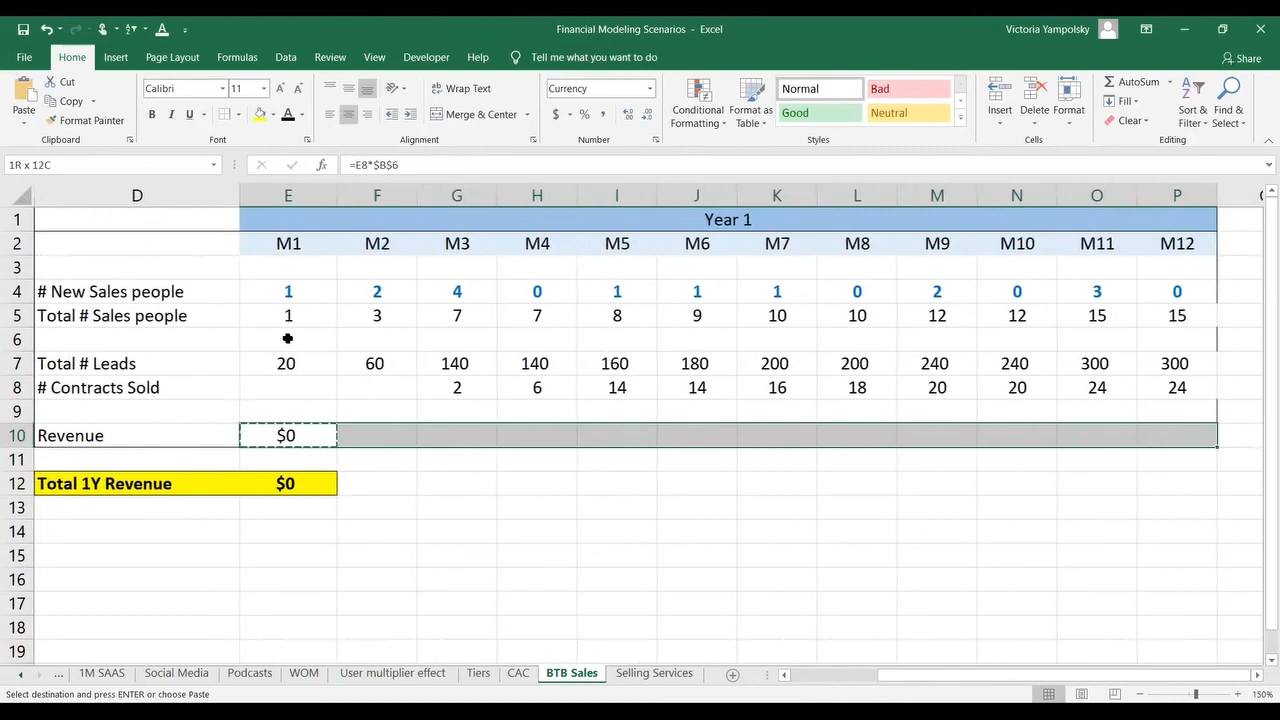 Financial Modeling Scenarios - Excel
Victoria Yampolsky
File Home Insert Page Layout Formulas Data Review View Developer Help Tell me what you want to do Share
Paste
Cut
Copy
Format Painter
Clipboard
Calibri 11
B I U
Font
Wrap Text
Merge & Center
Alignment
Currency
$ % ,
Number
Conditional Formatting
Format as Table
Normal Bad
Good Neutral
Styles
Insert Delete Format
Cells
AutoSum
Fill
Clear
Sort & Filter
Find & Select
Editing
1R x 12C fx =E8*$B$6
D E F G H I J K L M N O P
1 Year 1
2 M1 M2 M3 M4 M5 M6 M7 M8 M9 M10 M11 M12
3
4 # New Sales people 1 2 4 0 1 1 1 0 2 0 3 0
5 Total # Sales people 1 3 7 7 8 9 10 10 12 12 15 15
6
7 Total # Leads 20 60 140 140 160 180 200 200 240 240 300 300
8 # Contracts Sold 2 6 14 14 16 18 20 20 24 24
9
10 Revenue $0
11
12 Total 1Y Revenue $0
13
14
15
16
17
18
19
... 1M SAAS Social Media Podcasts WOM User multiplier effect Tiers CAC BTB Sales Selling Services
Select destination and press ENTER or choose Paste
150%